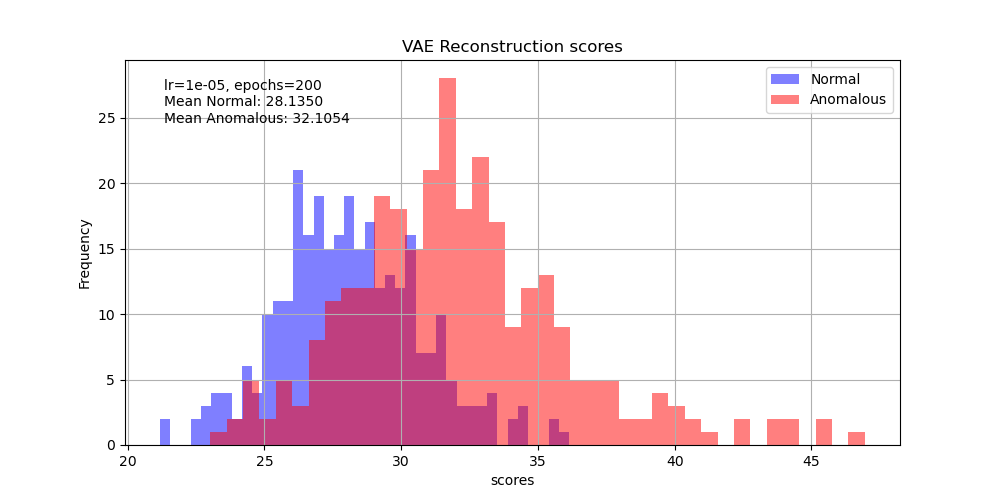 VAE Reconstruction scores
lr=1e-05, epochs=200
Mean Normal: 28.1350
Mean Anomalous: 32.1054
Normal
Anomalous
Frequency
25
20
15
10
5
0
20 25 30 35 40 45
scores